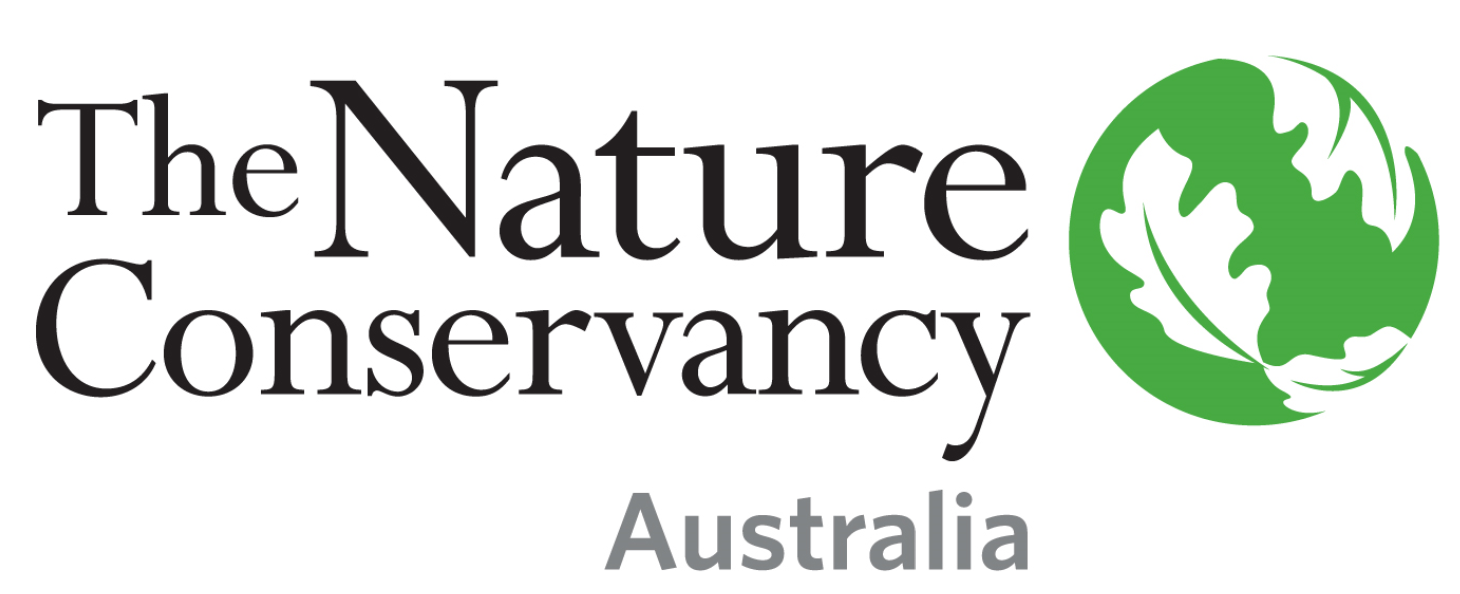 The Nature
Conservancy
Australia